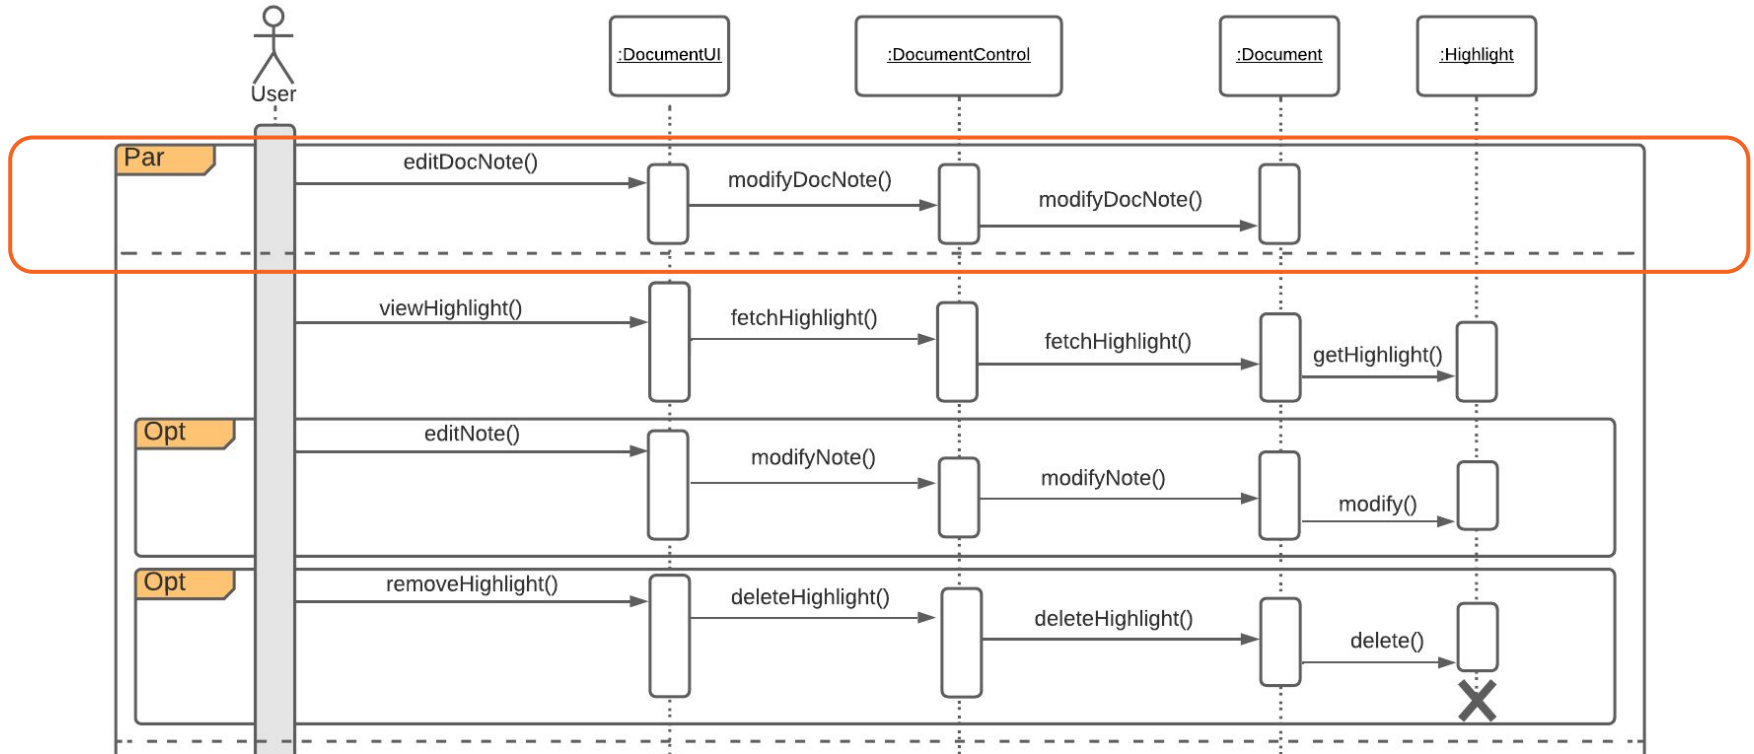 User
:DocumentUI
:DocumentControl
:Document
:Highlight
Par
editDocNote()
modifyDocNote()
modifyDocNote()
viewHighlight()
fetchHighlight()
fetchHighlight()
getHighlight()
Opt
editNote()
modifyNote()
modifyNote()
modify()
Opt
removeHighlight()
deleteHighlight()
deleteHighlight()
delete()